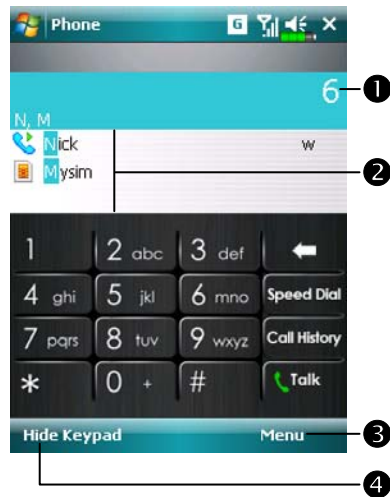 Phone G
6
N, M
Nick w
Mysim
1 2 abc 3 def
4 ghi 5 jkl 6 mno Speed Dial
7 pqrs 8 tuv 9 wxyz Call History
* 0 + # Talk
Hide Keypad Menu
1
2
3
4